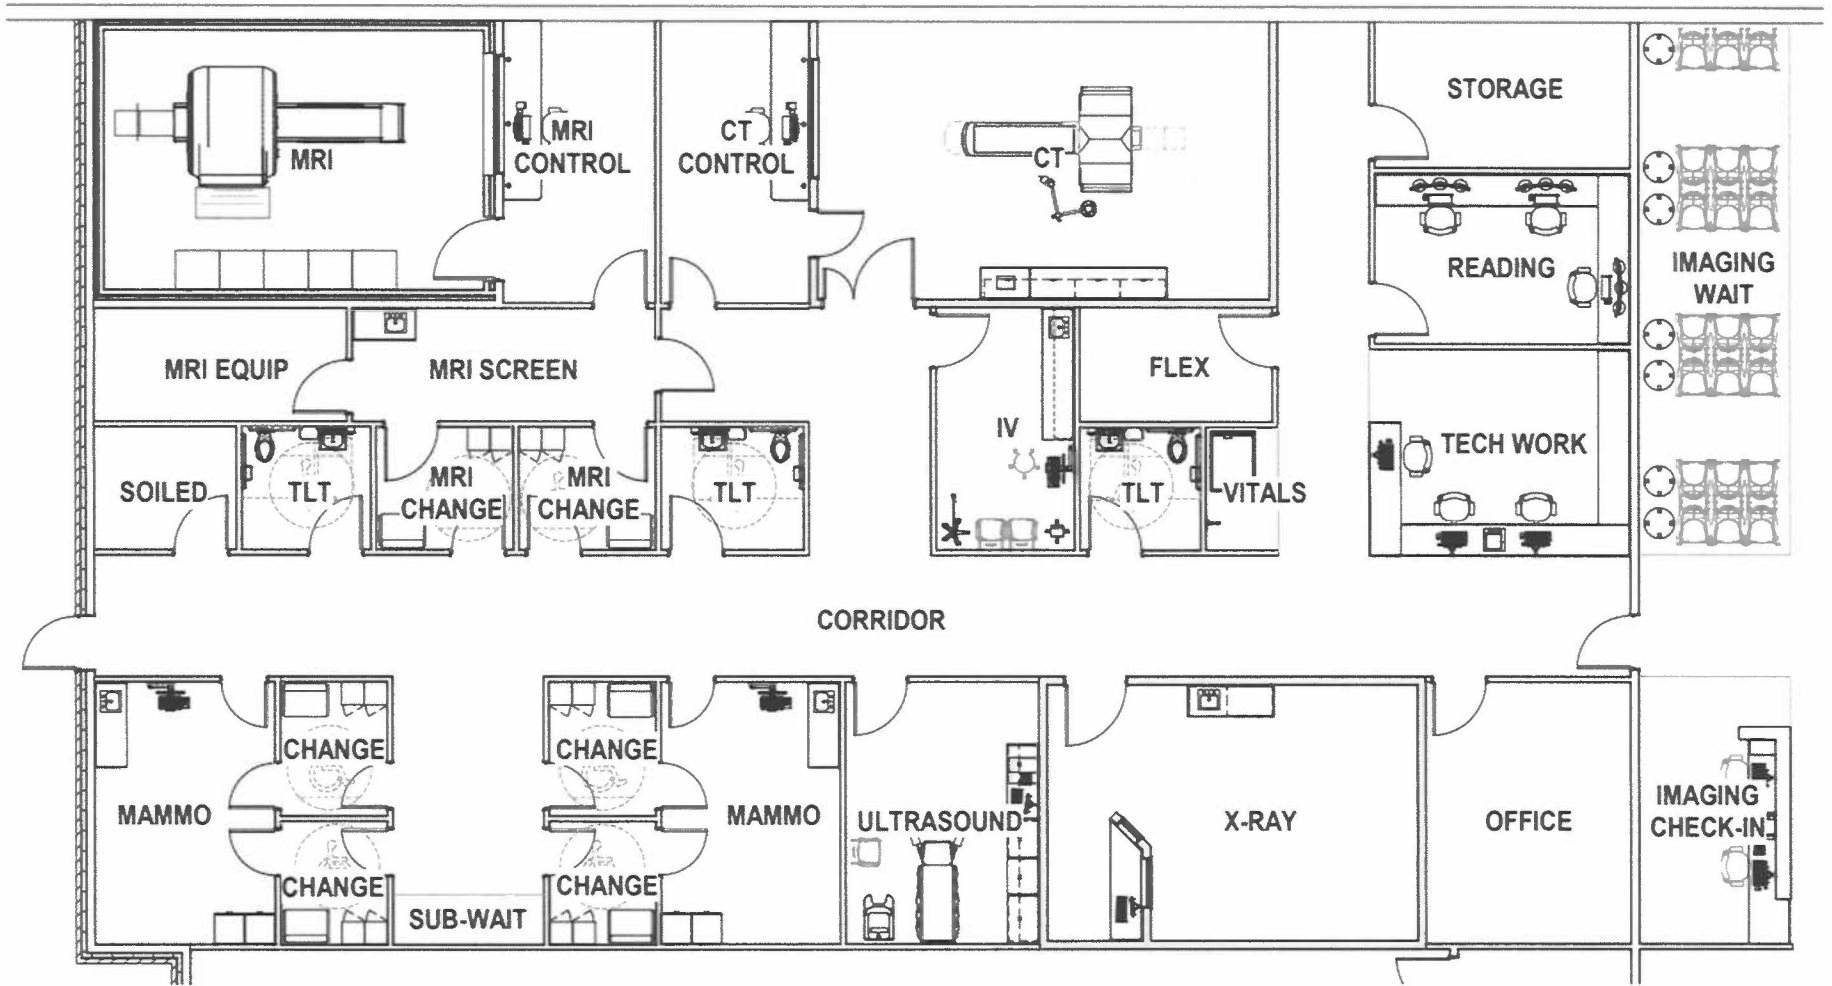 STORAGE
MRI
CONTROL
CT
CONTROL
MRI
CT
READING
IMAGING
WAIT
MRI EQUIP
MRI SCREEN
FLEX
IV
TECH WORK
SOILED
TLT
MRI
CHANGE
MRI
CHANGE
TLT
TLT
VITALS
CORRIDOR
CHANGE
CHANGE
MAMMO
MAMMO
ULTRASOUND
X-RAY
OFFICE
IMAGING
CHECK-IN
CHANGE
CHANGE
SUB-WAIT